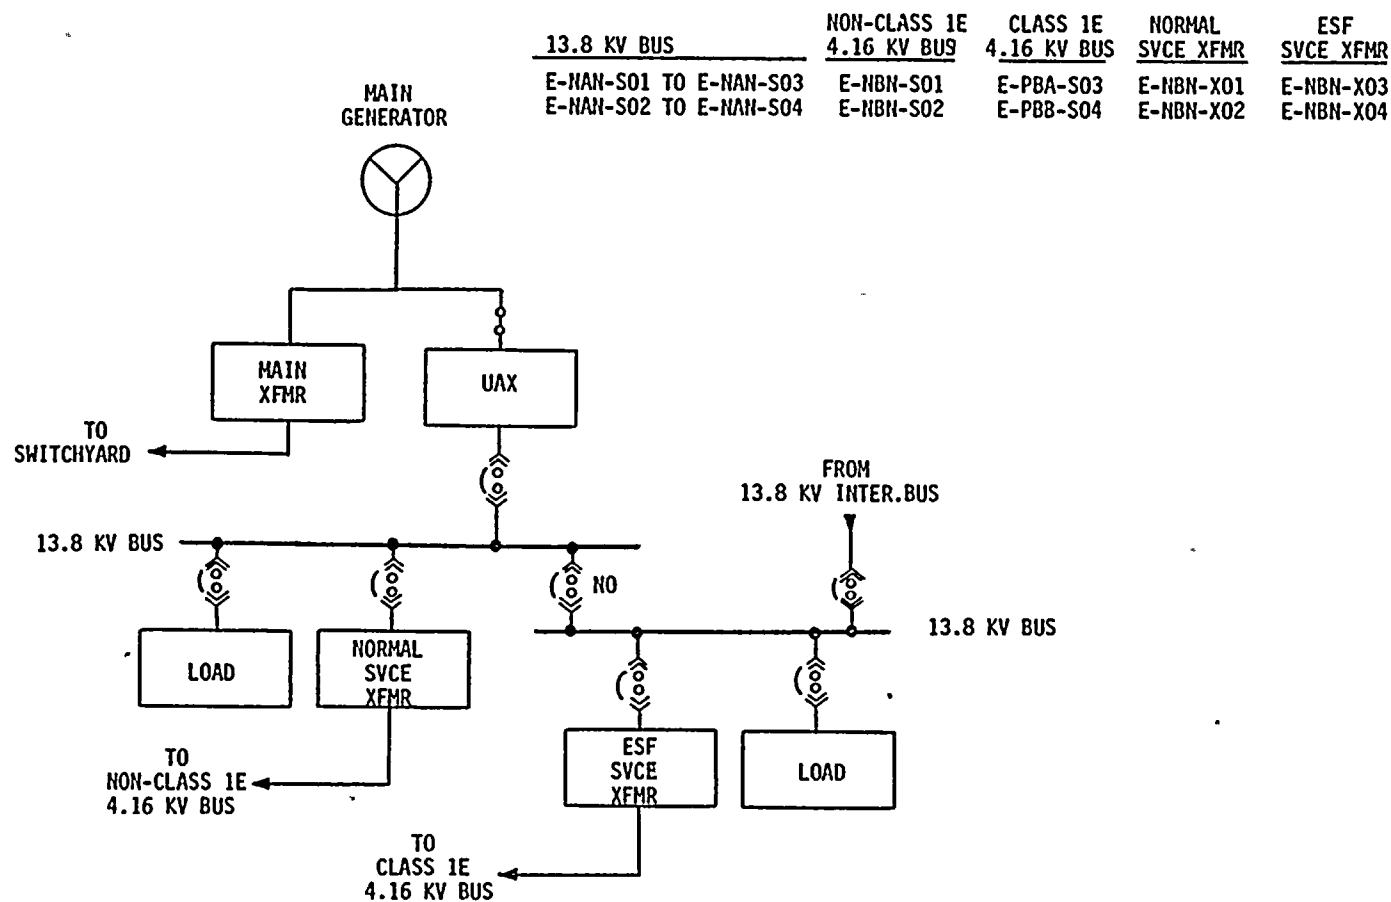 13.8 KV BUS
NON-CLASS 1E
4.16 KV BUS
CLASS 1E
4.16 KV BUS
NORMAL
SVCE XFMR
ESF
SVCE XFMR
E-NAN-S01 TO E-NAN-S03 E-NBN-S01 E-PBA-S03 E-NBN-X01 E-NBN-X03
E-NAN-S02 TO E-NAN-S04 E-NBN-S02 E-PBB-S04 E-NBN-X02 E-NBN-X04
MAIN
GENERATOR
MAIN
XFMR
UAX
TO
SWITCHYARD
FROM
13.8 KV INTER.BUS
13.8 KV BUS
NO
13.8 KV BUS
LOAD
NORMAL
SVCE
XFMR
TO
NON-CLASS 1E
4.16 KV BUS
ESF
SVCE
XFMR
LOAD
TO
CLASS 1E
4.16 KV BUS